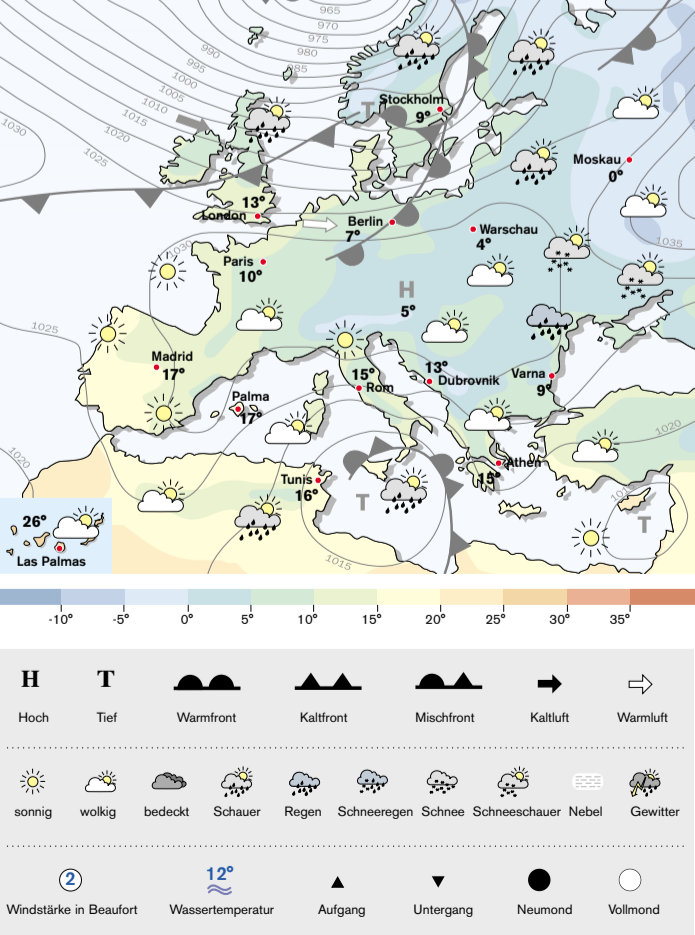 965
970
975
980
985
990
995
1000
1005
1010
1015
1020
1025
1030
T
Stockholm
9°
Moskau
0°
13°
London
Berlin
7°
Warschau
4°
1030
1035
Paris
10°
H
5°
1025
Madrid
17°
15°
Rom
13°
Dubrovnik
Varna
9°
Palma
17°
1020
1020
Athen
15°
Tunis
16°
T
T
1015
26°
Las Palmas
-10° -5° 0° 5° 10° 15° 20° 25° 30° 35°
H T
Hoch Tief Warmfront Kaltfront Mischfront Kaltluft Warmluft
sonnig wolkig bedeckt Schauer Regen Schneeregen Schnee Schneeschauer Nebel Gewitter
2 12°
Windstärke in Beaufort Wassertemperatur Aufgang Untergang Neumond Vollmond